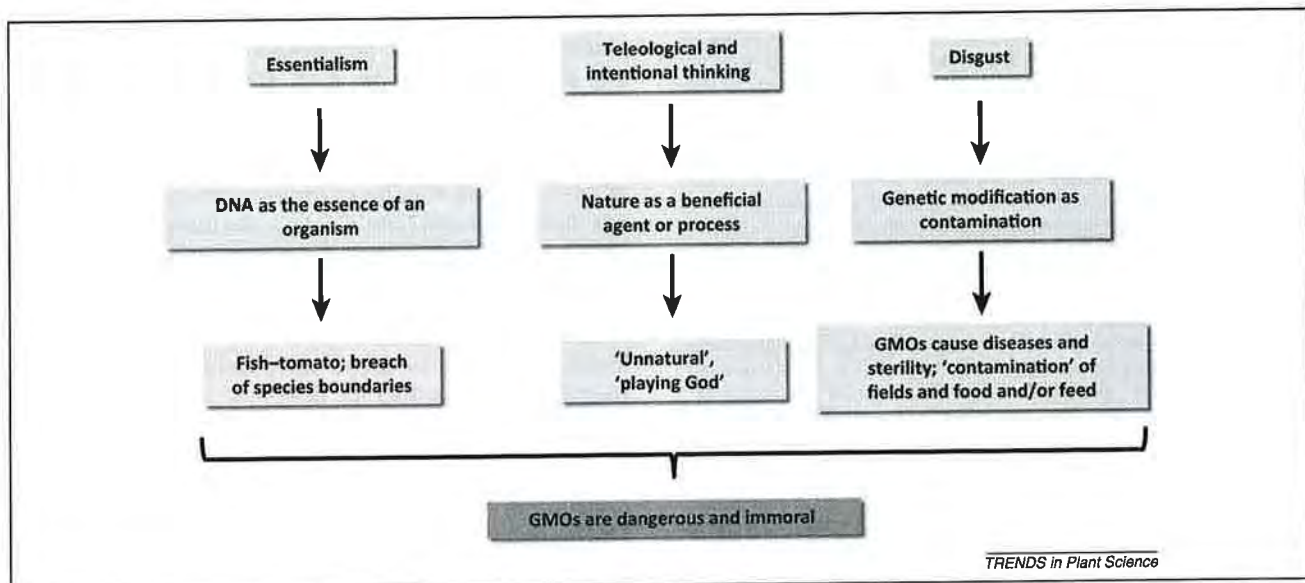 Essentialism
Teleological and
intentional thinking
Disgust
DNA as the essence of an
organism
Nature as a beneficial
agent or process
Genetic modification as
contamination
Fish–tomato; breach
of species boundaries
‘Unnatural’,
‘playing God’
GMOs cause diseases and
sterility; ‘contamination’ of
fields and food and/or feed
GMOs are dangerous and immoral
TRENDS in Plant Science